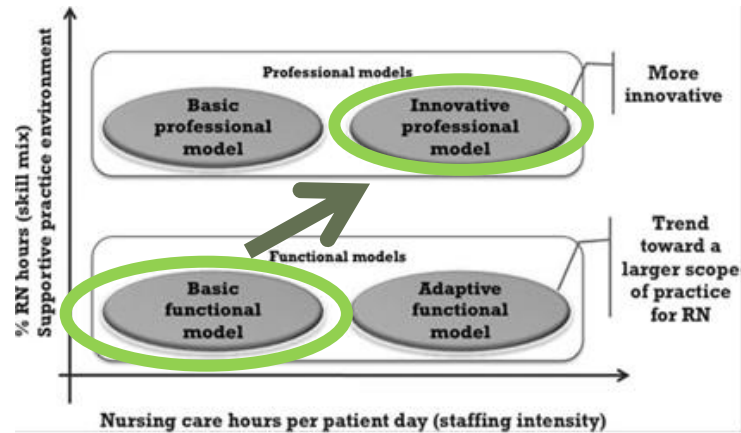 % RN hours (skill mix)
Supportive practice environment
Professional models
Basic
professional
model
Innovative
professional
model
More
innovative
Functional models
Basic
functional
model
Adaptive
functional
model
Trend
toward a
larger scope
of practice
for RN
Nursing care hours per patient day (staffing intensity)